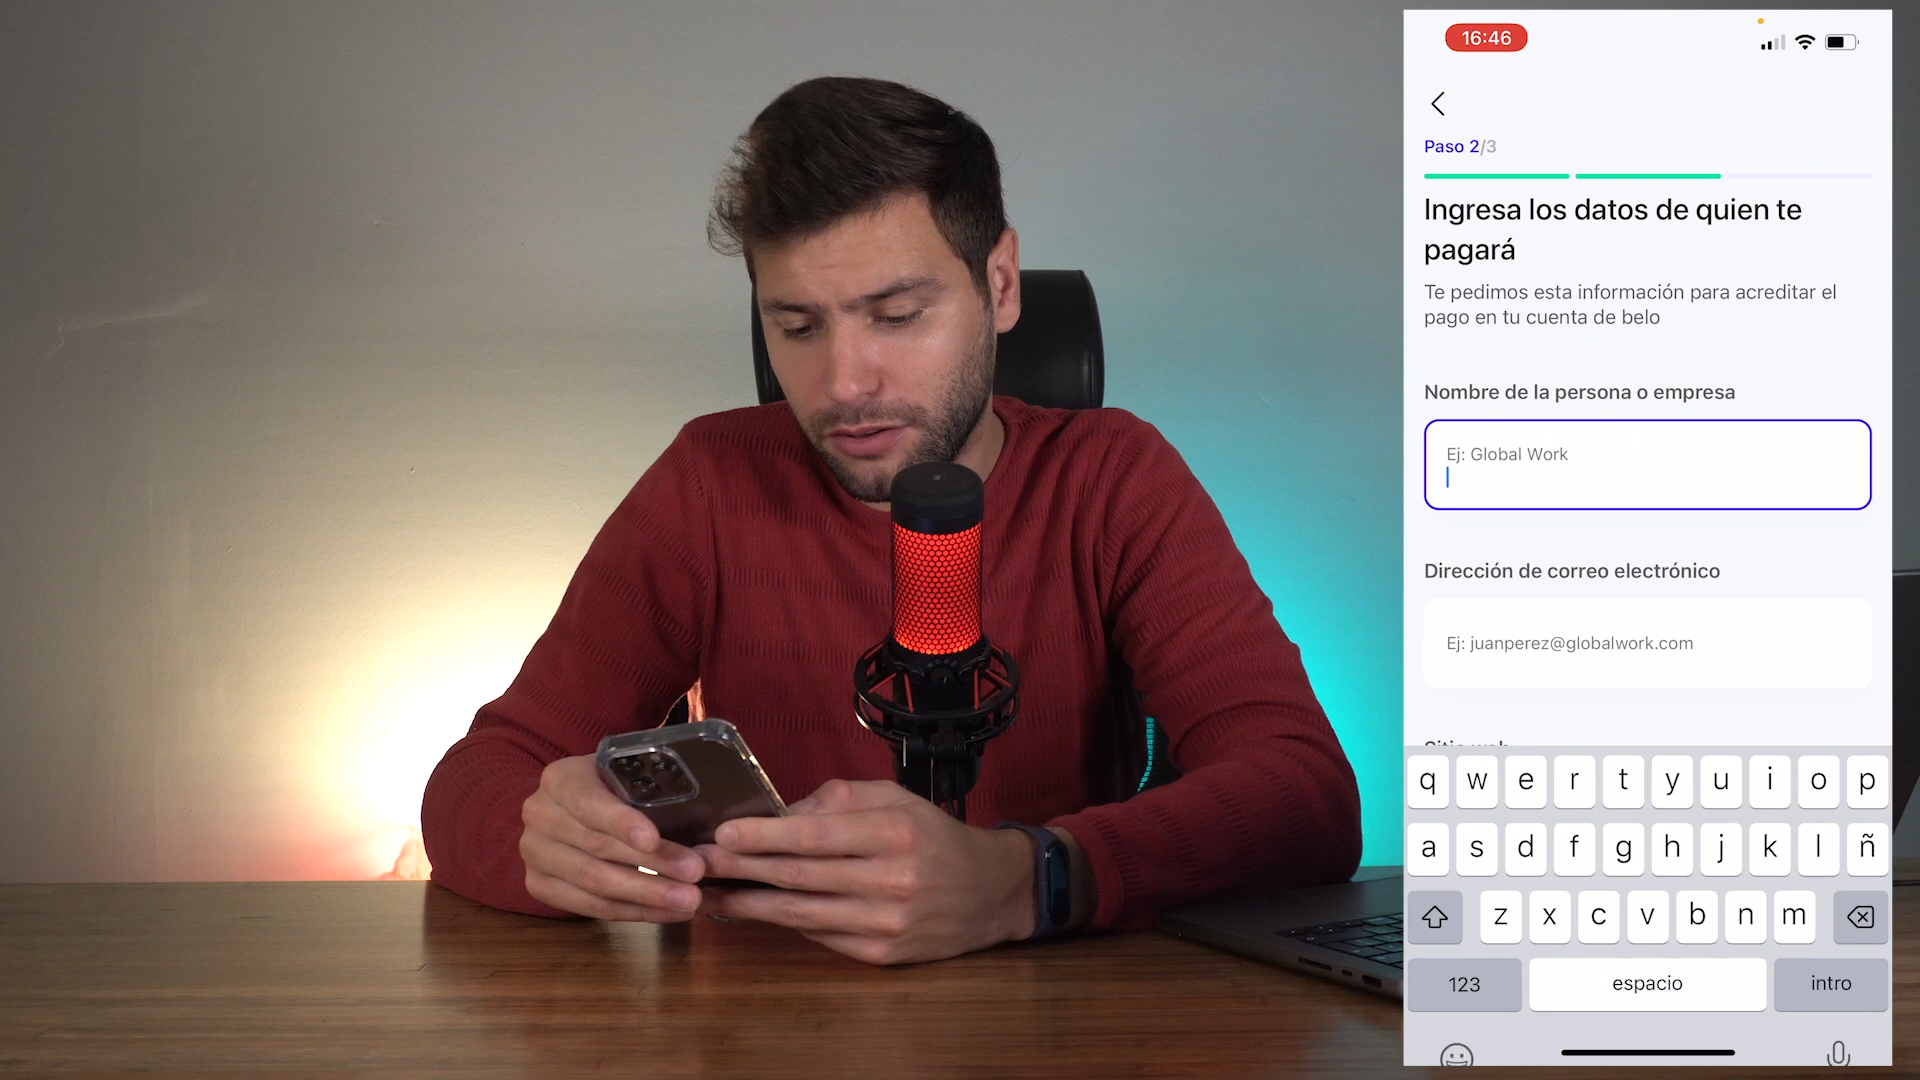 16:46
Paso 2/3
Ingresa los datos de quien te
pagará
Te pedimos esta información para acreditar el
pago en tu cuenta de belo
Nombre de la persona o empresa
Ej: Global Work
Dirección de correo electrónico
Ej: juanperez@globalwork.com
Sitio web
q w e r t y u i o p
a s d f g h j k l ñ
z x c v b n m
123 espacio intro